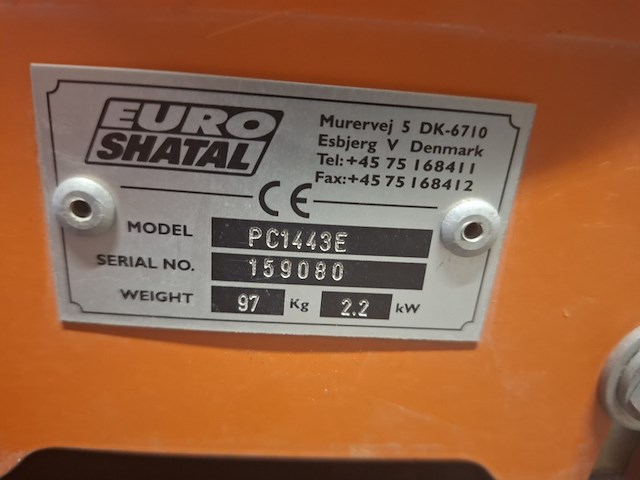 EURO
SHATAL
Murervej 5 DK-6710
Esbjerg V Denmark
Tel:+45 75 168411
Fax:+45 75 168412
CE
MODEL PC1443E
SERIAL NO. 159080
WEIGHT 97 Kg 2.2 kW